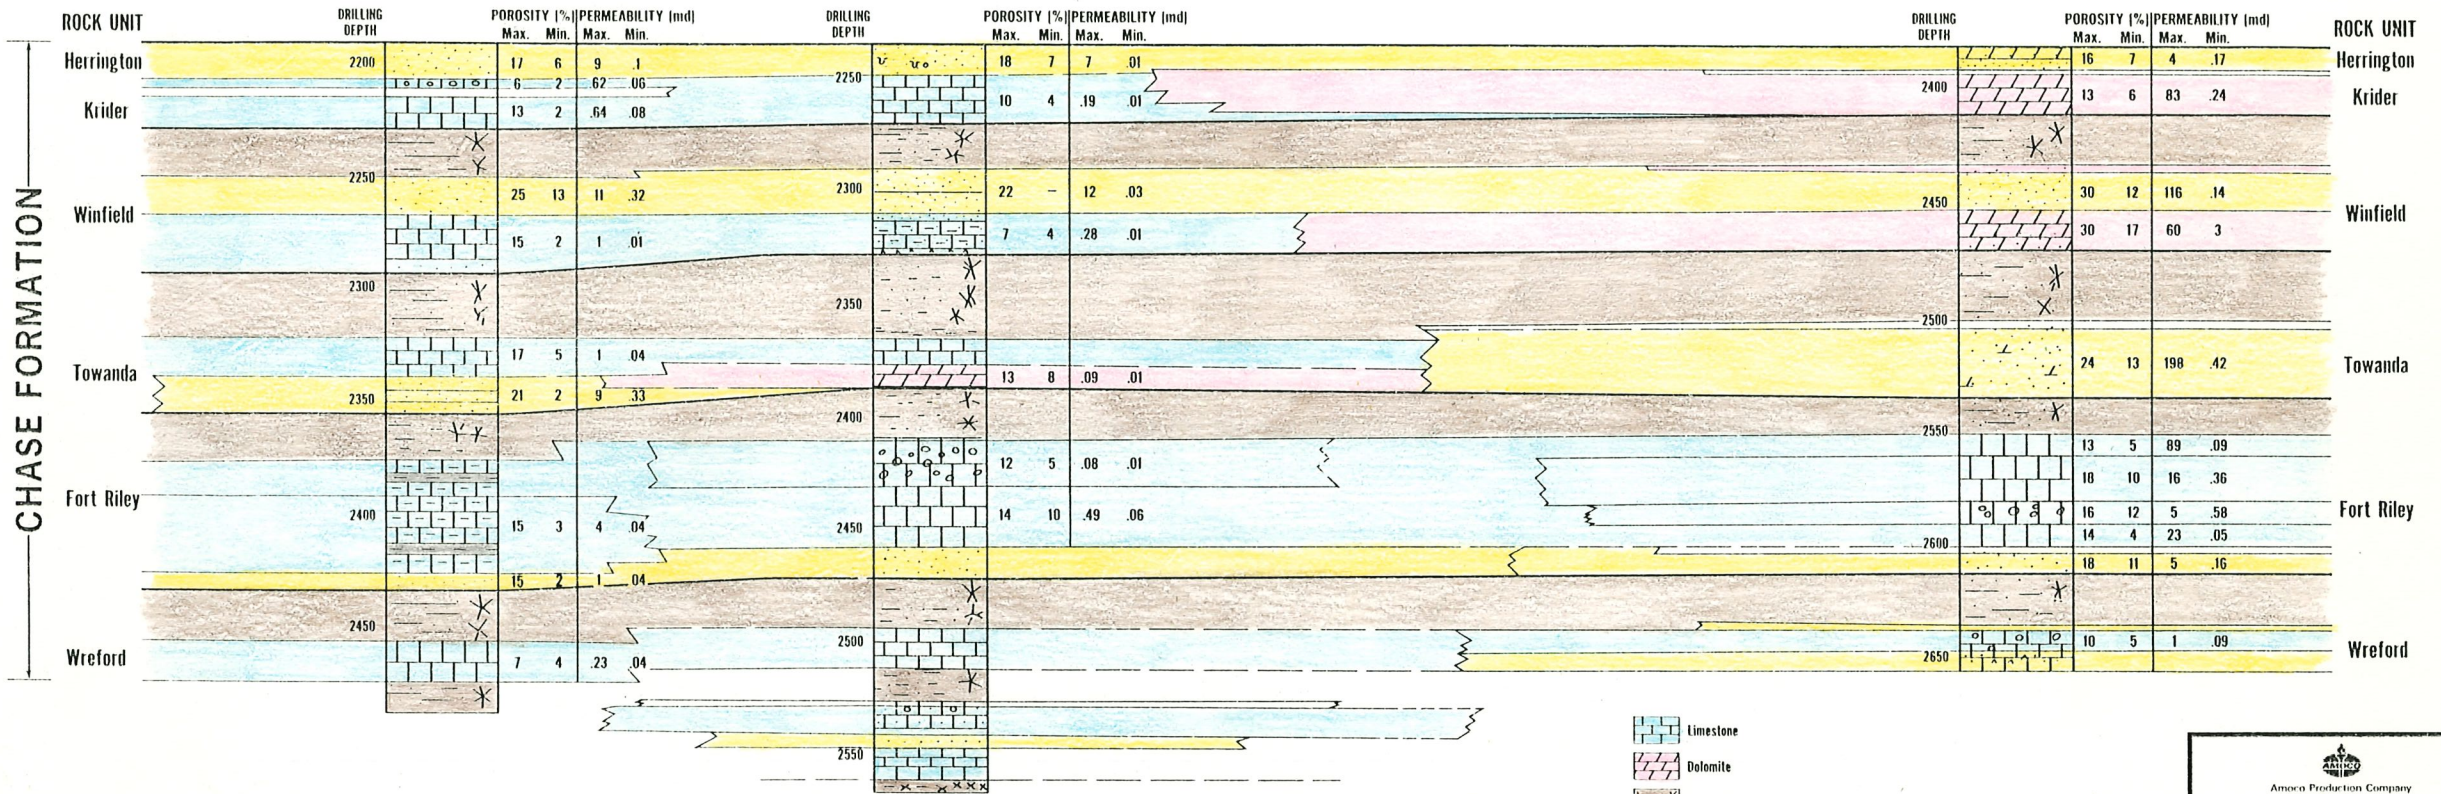 DRILLING DEPTH POROSITY (%) PERMEABILITY (md) DRILLING DEPTH POROSITY (%) PERMEABILITY (md) DRILLING DEPTH POROSITY (%) PERMEABILITY (md)
ROCK UNIT Max. Min. Max. Min. Max. Min. Max. Min. Max. Min. Max. Min. ROCK UNIT
CHASE FORMATION
Herrington 2200 17 6 9 .1 18 7 7 .01 16 7 4 .17 Herrington
6 2 .62 .06 2250
Krider 13 2 .64 .08 10 4 .19 .01 2400 13 6 83 .24 Krider
2250
25 13 11 .32 2300 22 – 12 .03 2450 30 12 116 .14
Winfield 15 2 1 .01 7 4 .28 .01 30 17 60 3 Winfield
2300 2350 2500
17 5 1 .04
Towanda 13 8 .09 .01 24 13 198 .42 Towanda
2350 21 2 9 .33
2400 2550
13 5 89 .09
12 5 .08 .01 18 10 16 .36
Fort Riley 16 12 5 .58 Fort Riley
2400 15 3 4 .04 2450 14 10 .49 .06 14 4 23 .05
2600
15 2 1 04 18 11 5 .16
2450 2500 10 5 1 .09
Wreford 7 4 .23 .04 2650 Wreford
2550
Limestone
Dolomite
AMOCO
Amoco Production Company